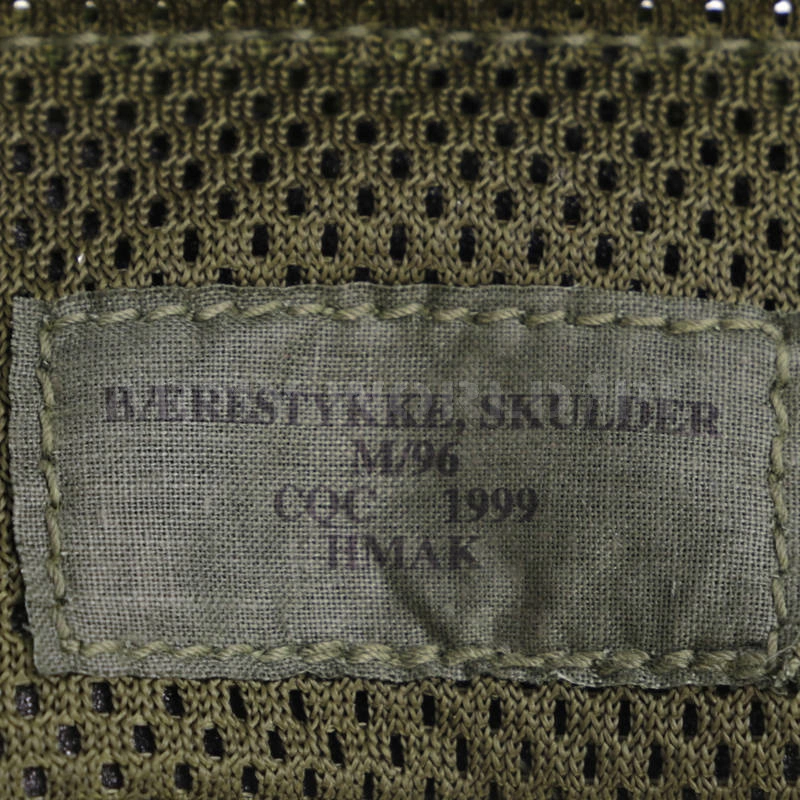 BÆRESTYKKE, SKULDER
M/96
CQC 1999
HMAK